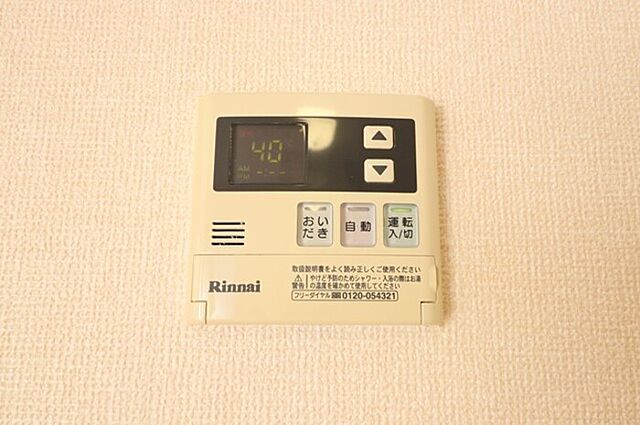 40
AM
-:--
おい
だき
自動
運転
入/切
Rinnai
取扱説明書をよく読み正しくご使用ください
警告
やけど予防のためシャワー・入浴の際はお湯
の温度を確かめて使用してください
フリーダイヤル 0120-054321